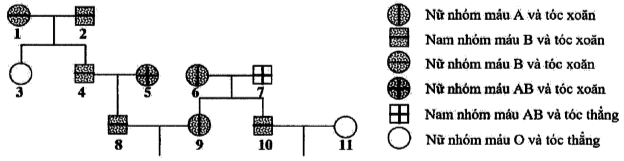 1
2
3
4
5
6
7
8
9
10
11
Nữ nhóm máu A và tóc xoăn
Nam nhóm máu B và tóc xoăn
Nữ nhóm máu B và tóc xoăn
Nữ nhóm máu AB và tóc xoăn
Nam nhóm máu AB và tóc thẳng
Nữ nhóm máu O và tóc thẳng